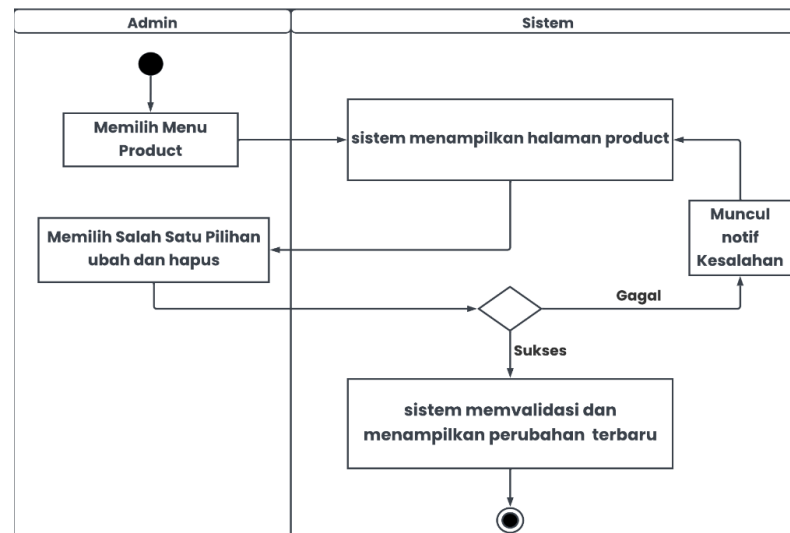 Admin
Sistem
Memilih Menu
Product
sistem menampilkan halaman product
Memilih Salah Satu Pilihan
ubah dan hapus
Muncul
notif
Kesalahan
Gagal
Sukses
sistem memvalidasi dan
menampilkan perubahan terbaru